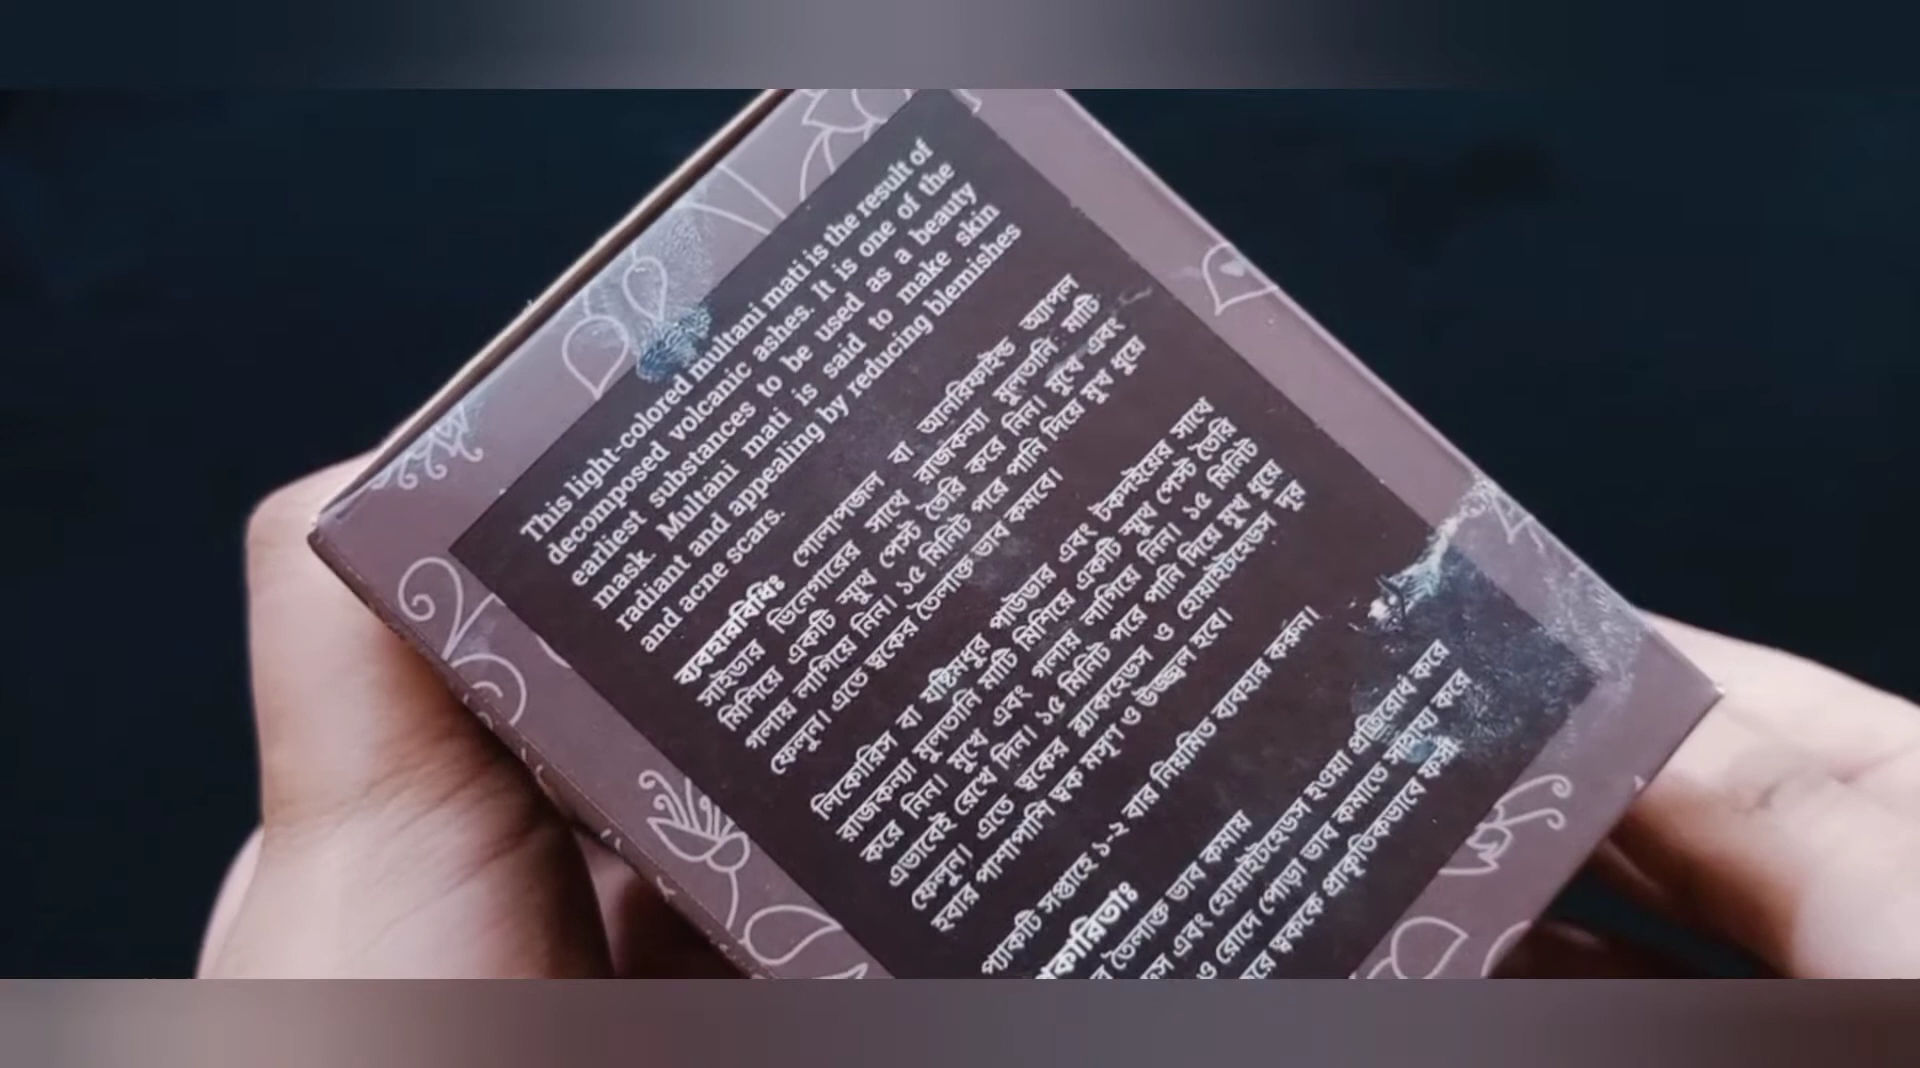 This light-colored multani mati is the result of
decomposed volcanic ashes. It is one of the
earliest substances to be used as a beauty
mask. Multani mati is said to make skin
radiant and appealing by reducing blemishes
and acne scars.
ব্যবহারবিধিঃ গোলাপজল বা আনরিফাইন্ড অ্যাপল
সাইডার ভিনেগারের সাথে রাজকন্যা মুলতানি মাটি
মিশিয়ে একটি স্মুথ পেস্ট তৈরি করে নিন। মুখে এবং
গলায় লাগিয়ে নিন। ১৫ মিনিট পরে পানি দিয়ে মুখ ধুয়ে
ফেলুন। এতে ত্বকের তৈলাক্ত ভাব কমবে।
লিকোরিস বা যষ্টিমধুর পাউডার এবং টকদইয়ের সাথে
রাজকন্যা মুলতানি মাটি মিশিয়ে একটি স্মুথ পেস্ট তৈরি
করে নিন। মুখে এবং গলায় লাগিয়ে নিন। ১৫ মিনিট
এভাবেই রেখে দিন। ১৫ মিনিট পরে পানি দিয়ে মুখ ধুয়ে
ফেলুন। এতে ত্বকের ব্ল্যাকহেডস ও হোয়াইটহেডস দূর
হবার পাশাপাশি ত্বক মসৃণ ও উজ্জ্বল হবে।
প্যাকটি সপ্তাহে ১-২ বার নিয়মিত ব্যবহার করুন।
তৈলাক্ত ভাব কমায়
এবং হোয়াইটহেডস হওয়া প্রতিরোধ করে
ও রোদে পোড়া ভাব কমাতে সাহায্য করে
ত্বককে প্রাকৃতিকভাবে ফর্সা